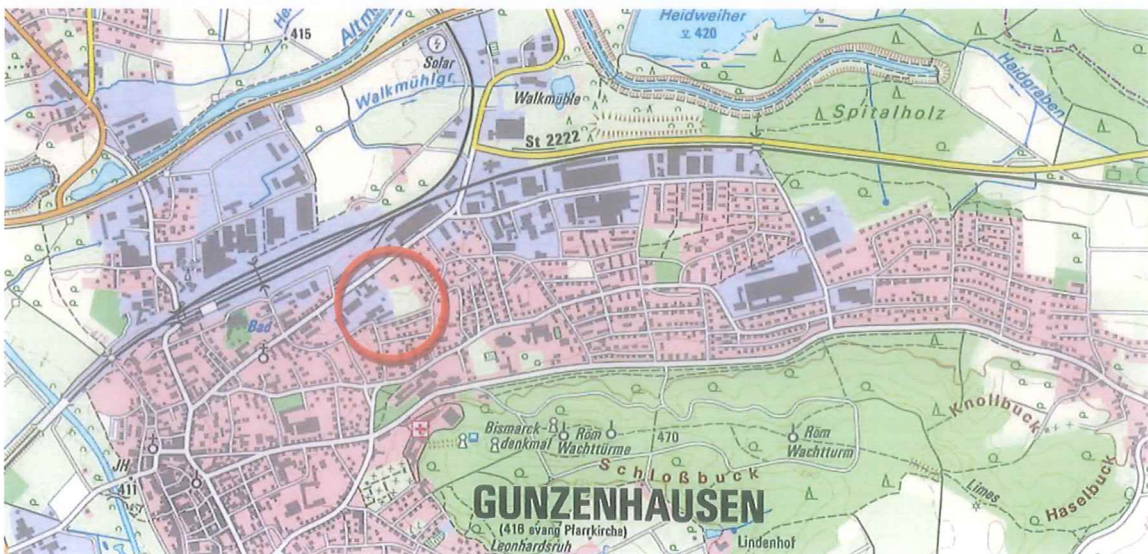 Heidweiher
420
415
Altm
Solar
Walkmühlgr.
Walkmühle
St 2222
Spitalholz
Haidgraben
Bad
Bismarck-
denkmal
Röm
Wachttürme
470
Röm
Wachtturm
Knollbuck
Schloßbuck
JH
411
Limes
Haselbuck
GUNZENHAUSEN
(416 evang Pfarrkirche)
Leonhardsruh
Lindenhof